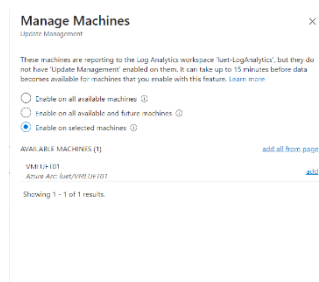 Manage Machines
Update Management
These machines are reporting to the Log Analytics workspace 'luet-LogAnalytics', but they do
not have 'Update Management' enabled on them. It can take up to 15 minutes before data
becomes available for machines that you enable with this feature. Learn more
Enable on all available machines
Enable on all available and future machines
Enable on selected machines
AVAILABLE MACHINES (1) add all from page
add
Azure Arc:
Showing 1 - 1 of 1 results.